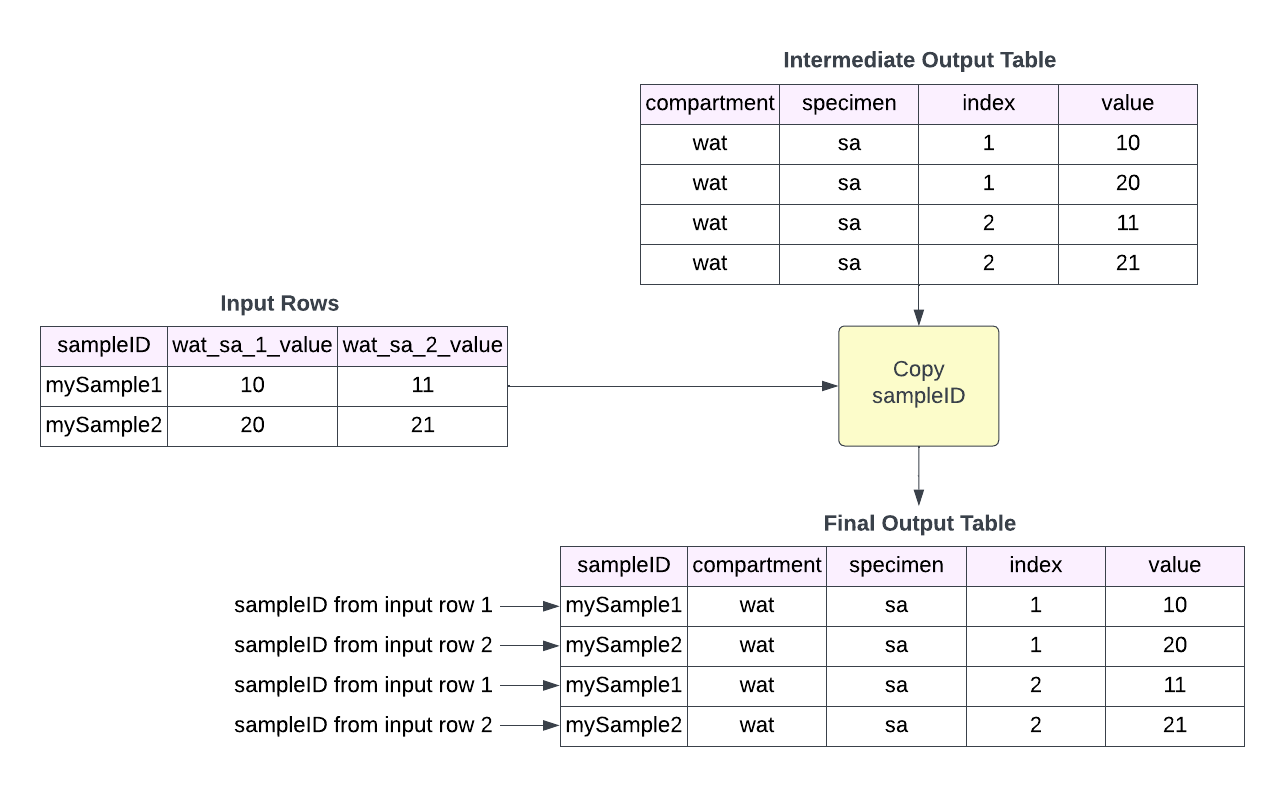 Intermediate Output Table
compartment specimen index value
wat sa 1 10
wat sa 1 20
wat sa 2 11
wat sa 2 21
Input Rows
sampleID wat_sa_1_value wat_sa_2_value
mySample1 10 11
mySample2 20 21
Copy
sampleID
Final Output Table
sampleID compartment specimen index value
sampleID from input row 1 mySample1 wat sa 1 10
sampleID from input row 2 mySample2 wat sa 1 20
sampleID from input row 1 mySample1 wat sa 2 11
sampleID from input row 2 mySample2 wat sa 2 21